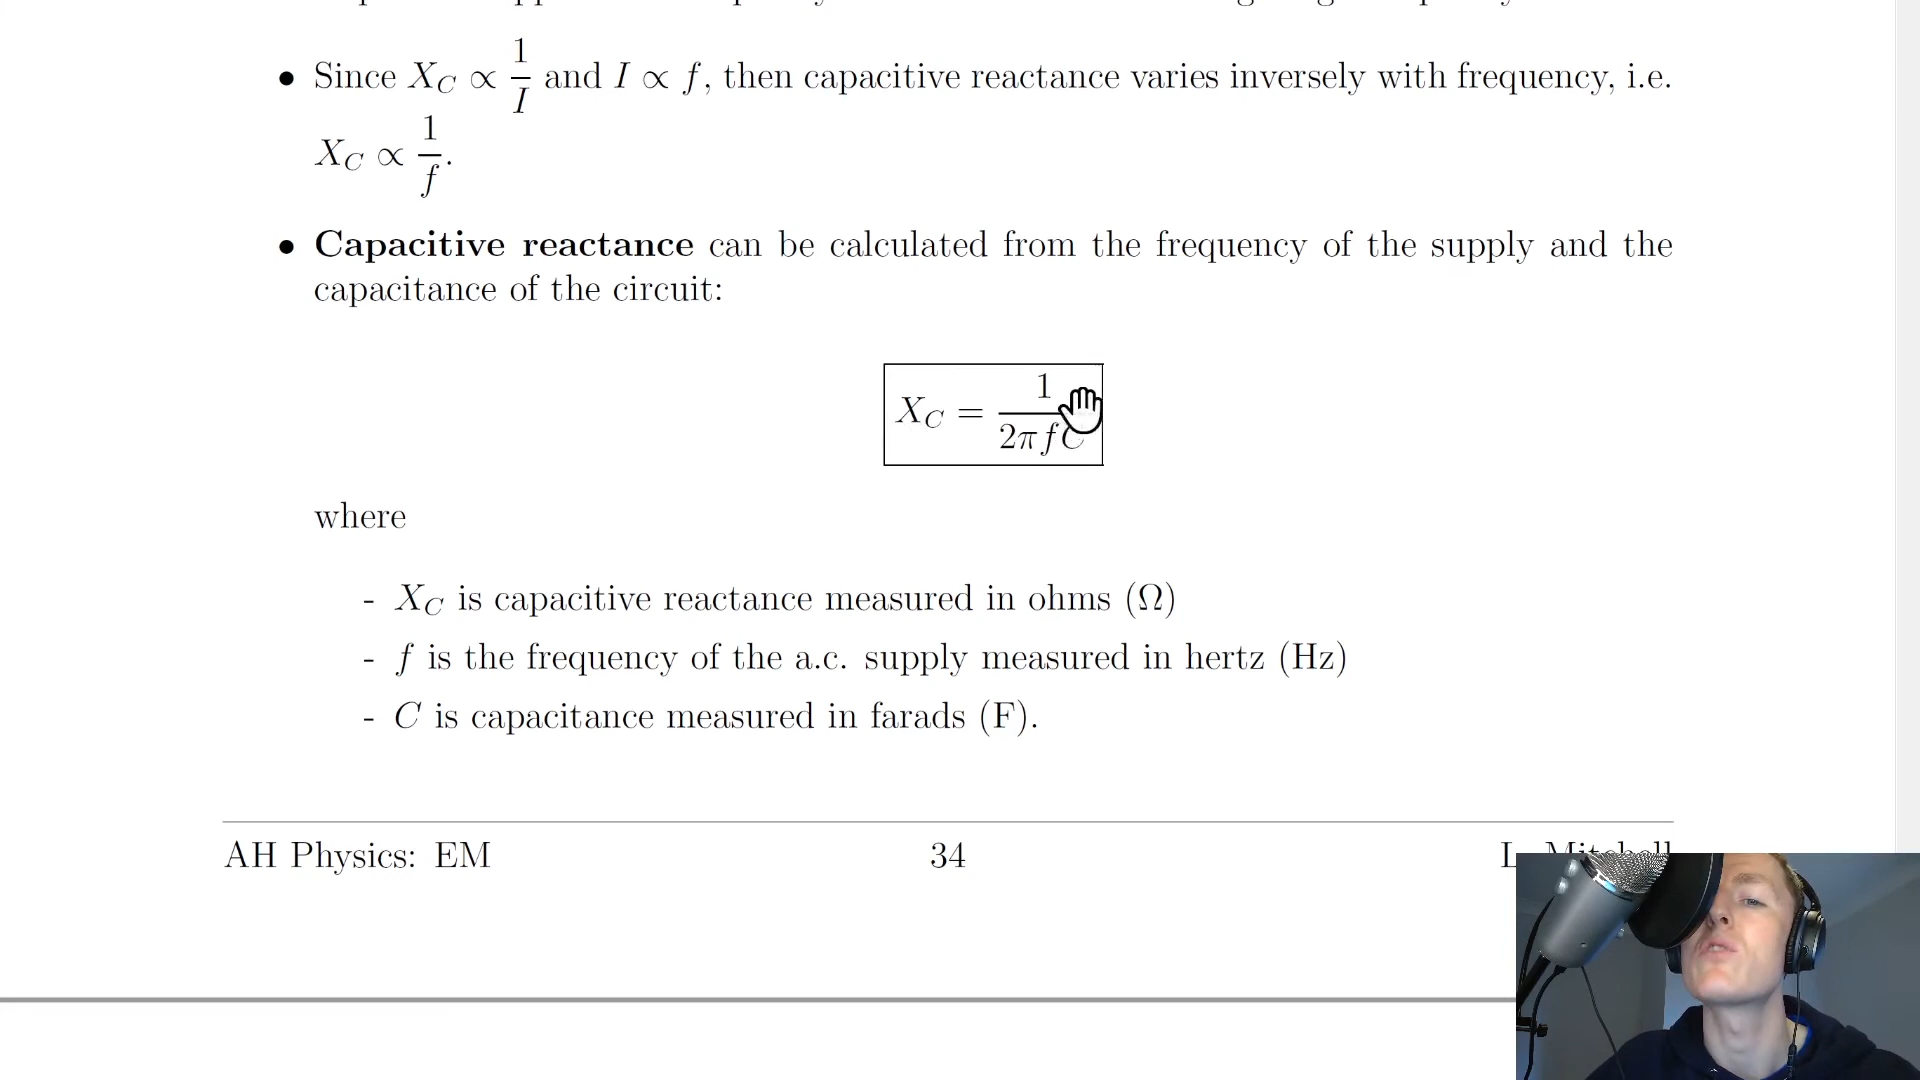 • Since X_C ∝ 1/I and I ∝ f, then capacitive reactance varies inversely with frequency, i.e.
X_C ∝ 1/f.
• Capacitive reactance can be calculated from the frequency of the supply and the
capacitance of the circuit:
X_C = 1/(2πfC)
where
- X_C is capacitive reactance measured in ohms (Ω)
- f is the frequency of the a.c. supply measured in hertz (Hz)
- C is capacitance measured in farads (F).
AH Physics: EM 34 L. Mitchell